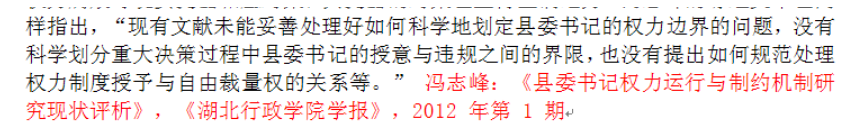 样指出，“现有文献未能妥善处理好如何科学地划定县委书记的权力边界的问题，没有
科学划分重大决策过程中县委书记的授意与违规之间的界限，也没有提出如何规范处理
权力制度授予与自由裁量权的关系等。” 冯志峰：《县委书记权力运行与制约机制研
究现状评析》，《湖北行政学院学报》，2012 年第 1 期